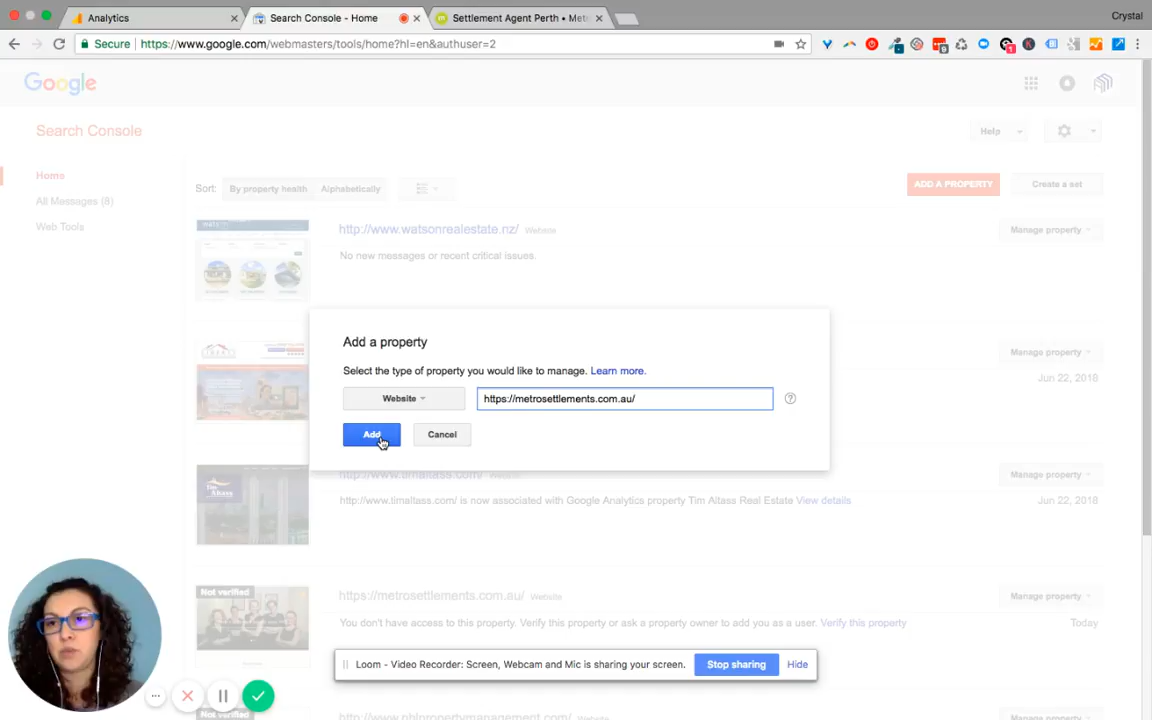 Analytics
Search Console - Home
Settlement Agent Perth • Met
Crystal
Secure
https://www.google.com/webmasters/tools/home?hl=en&authuser=2
9
1
Google
Search Console
Help
Home
All Messages (8)
Web Tools
Sort:
By property health
Alphabetically
ADD A PROPERTY
Create a set
http://www.watsonrealestate.nz/ Website
Manage property
No new messages or recent critical issues.
Manage property
Jun 22, 2018
Add a property
Select the type of property you would like to manage. Learn more.
Website
https://metrosettlements.com.au/
?
Add
Cancel
http://www.timaltass.com/ Website
Manage property
http://www.timaltass.com/ is now associated with Google Analytics property Tim Altass Real Estate View details
Jun 22, 2018
Tim Altass
Not verified
https://metrosettlements.com.au/ Website
Manage property
You don't have access to this property. Verify this property or ask a property owner to add you as a user. Verify this property
Today
Loom - Video Recorder: Screen, Webcam and Mic is sharing your screen.
Stop sharing
Hide
Not verified
Website
Manage property